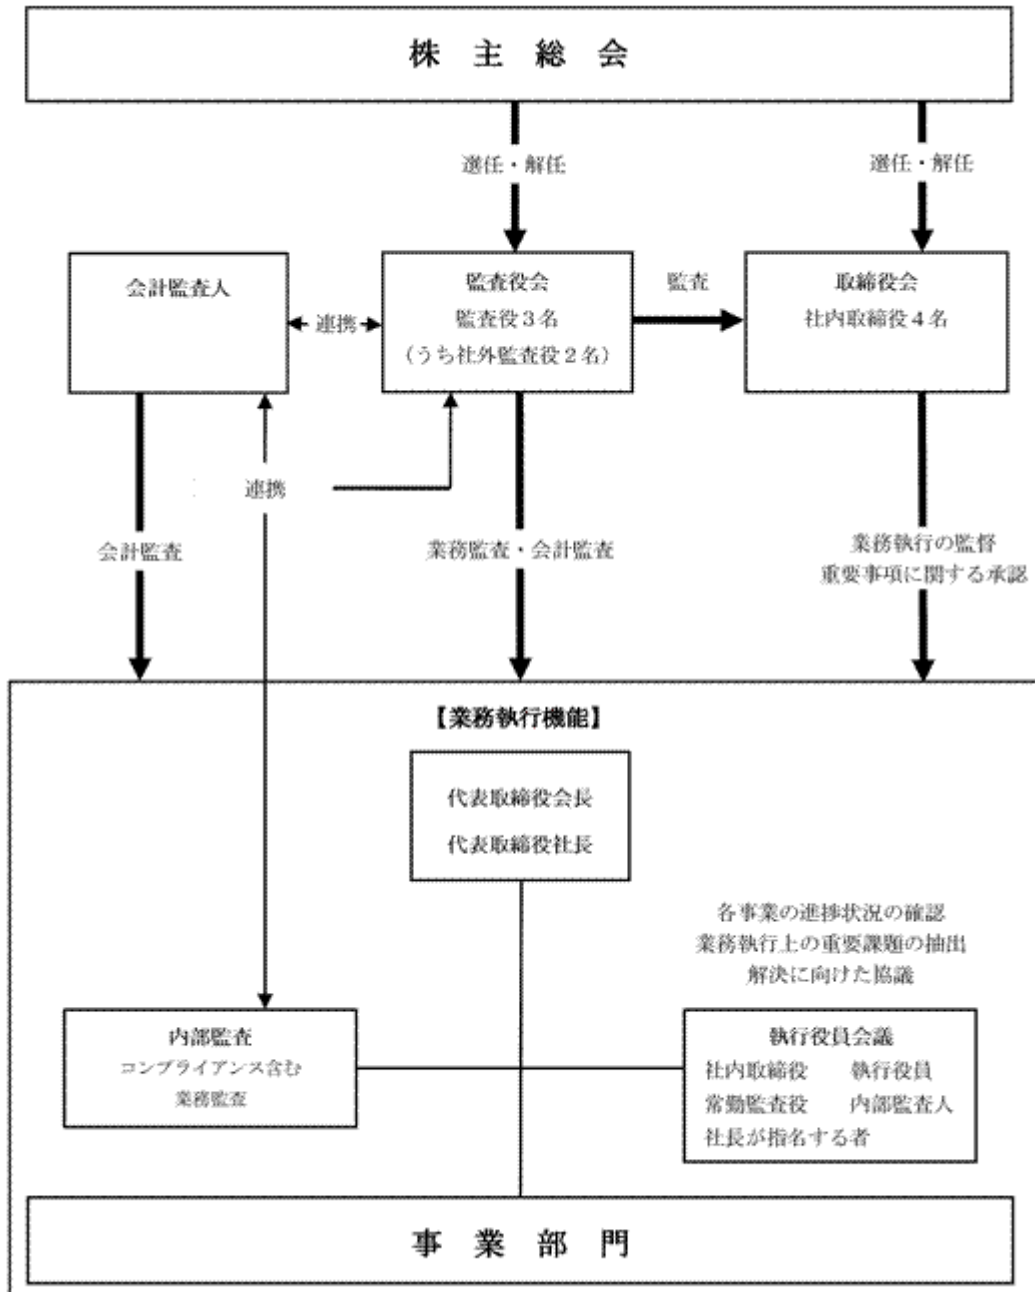 株主総会
選任・解任
選任・解任
会計監査人
連携
監査役会
監査役3名
（うち社外監査役2名）
監査
取締役会
社内取締役4名
連携
会計監査
業務監査・会計監査
業務執行の監督
重要事項に関する承認
【業務執行機能】
代表取締役会長
代表取締役社長
各事業の進捗状況の確認
業務執行上の重要課題の抽出
解決に向けた協議
内部監査
コンプライアンス含む
業務監査
執行役員会議
社内取締役　執行役員
常勤監査役　内部監査人
社長が指名する者
事業部門